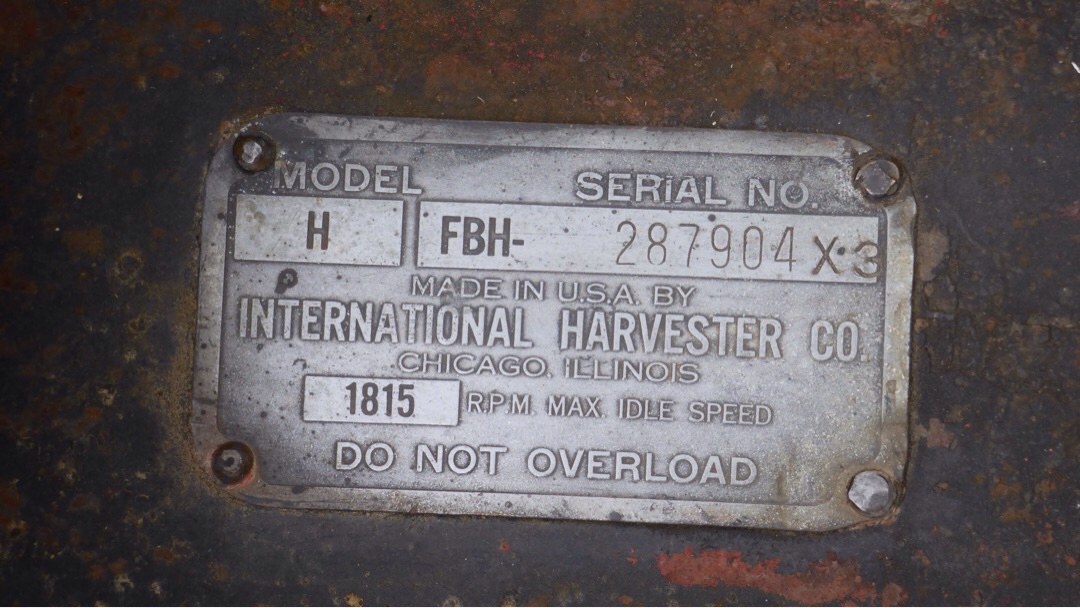 MODEL SERIAL NO.
H FBH- 287904 X·3
MADE IN U.S.A. BY
INTERNATIONAL HARVESTER CO.
CHICAGO, ILLINOIS
1815 R.P.M. MAX. IDLE SPEED
DO NOT OVERLOAD